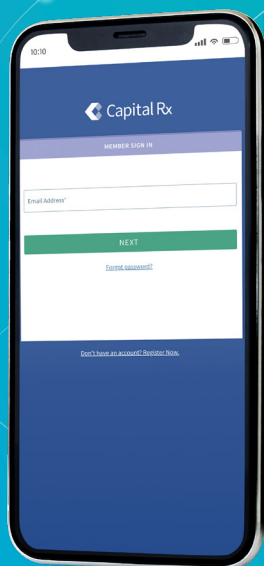 10:10
Capital Rx
MEMBER SIGN IN
Email Address*
NEXT
Forgot password?
Don't have an account? Register Now.